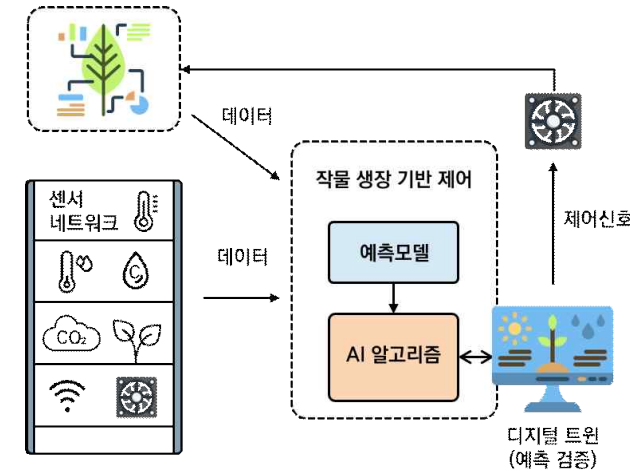 데이터
작물 생장 기반 제어
센서
네트워크
제어신호
예측모델
데이터
C
CO₂
AI 알고리즘
디지털 트윈
(예측 검증)